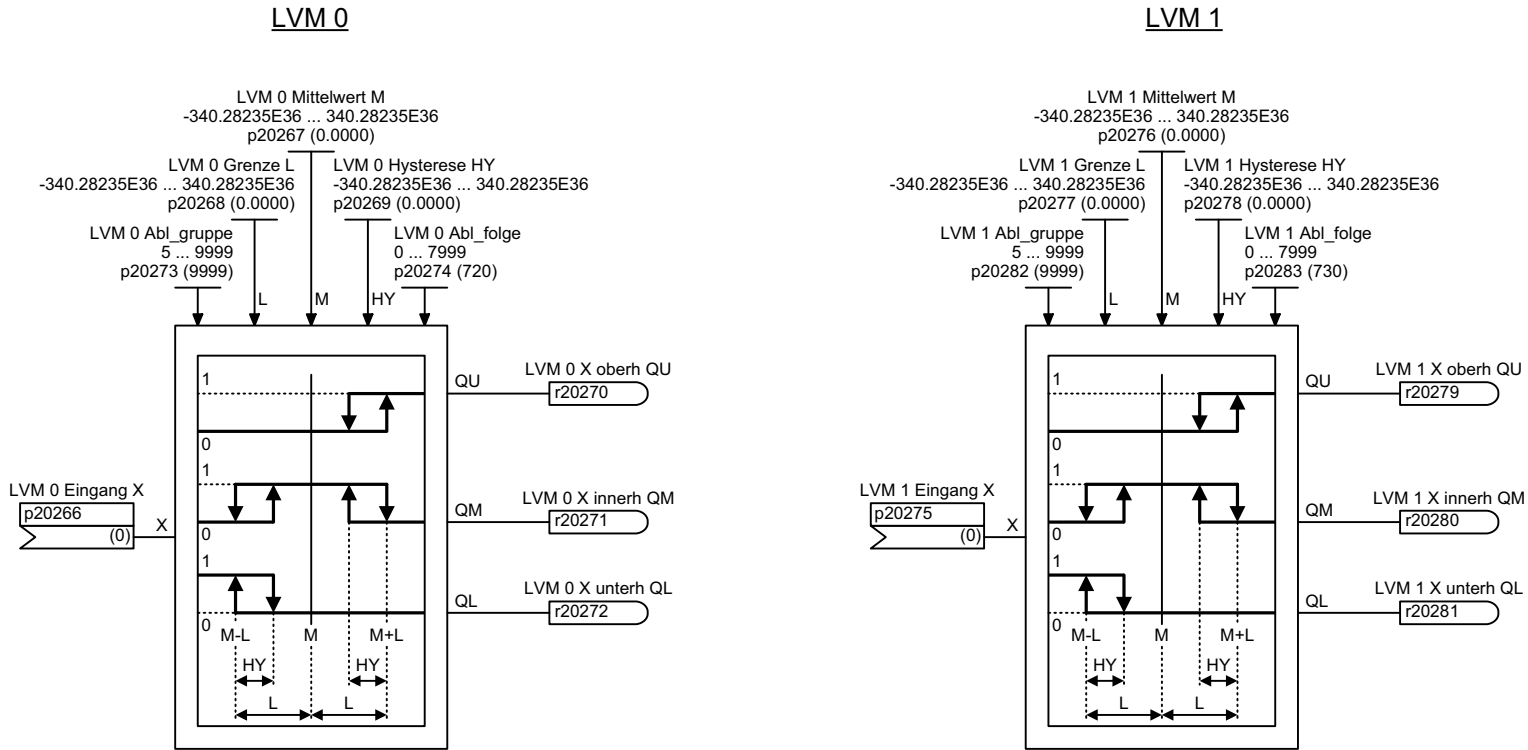 LVM 0
LVM 0 Mittelwert M
-340.28235E36 ... 340.28235E36
p20267 (0.0000)
LVM 0 Grenze L
-340.28235E36 ... 340.28235E36
p20268 (0.0000)
LVM 0 Hysterese HY
-340.28235E36 ... 340.28235E36
p20269 (0.0000)
LVM 0 Abl_gruppe
5 ... 9999
p20273 (9999)
LVM 0 Abl_folge
0 ... 7999
p20274 (720)
L
M
HY
LVM 0 Eingang X
p20266
(0)
X
1
0
1
0
1
0
M-L
M
M+L
HY
HY
L
L
QU
LVM 0 X oberh QU
r20270
QM
LVM 0 X innerh QM
r20271
QL
LVM 0 X unterh QL
r20272
LVM 1
LVM 1 Mittelwert M
-340.28235E36 ... 340.28235E36
p20276 (0.0000)
LVM 1 Grenze L
-340.28235E36 ... 340.28235E36
p20277 (0.0000)
LVM 1 Hysterese HY
-340.28235E36 ... 340.28235E36
p20278 (0.0000)
LVM 1 Abl_gruppe
5 ... 9999
p20282 (9999)
LVM 1 Abl_folge
0 ... 7999
p20283 (730)
L
M
HY
LVM 1 Eingang X
p20275
(0)
X
1
0
1
0
1
0
M-L
M
M+L
HY
HY
L
L
QU
LVM 1 X oberh QU
r20279
QM
LVM 1 X innerh QM
r20280
QL
LVM 1 X unterh QL
r20281